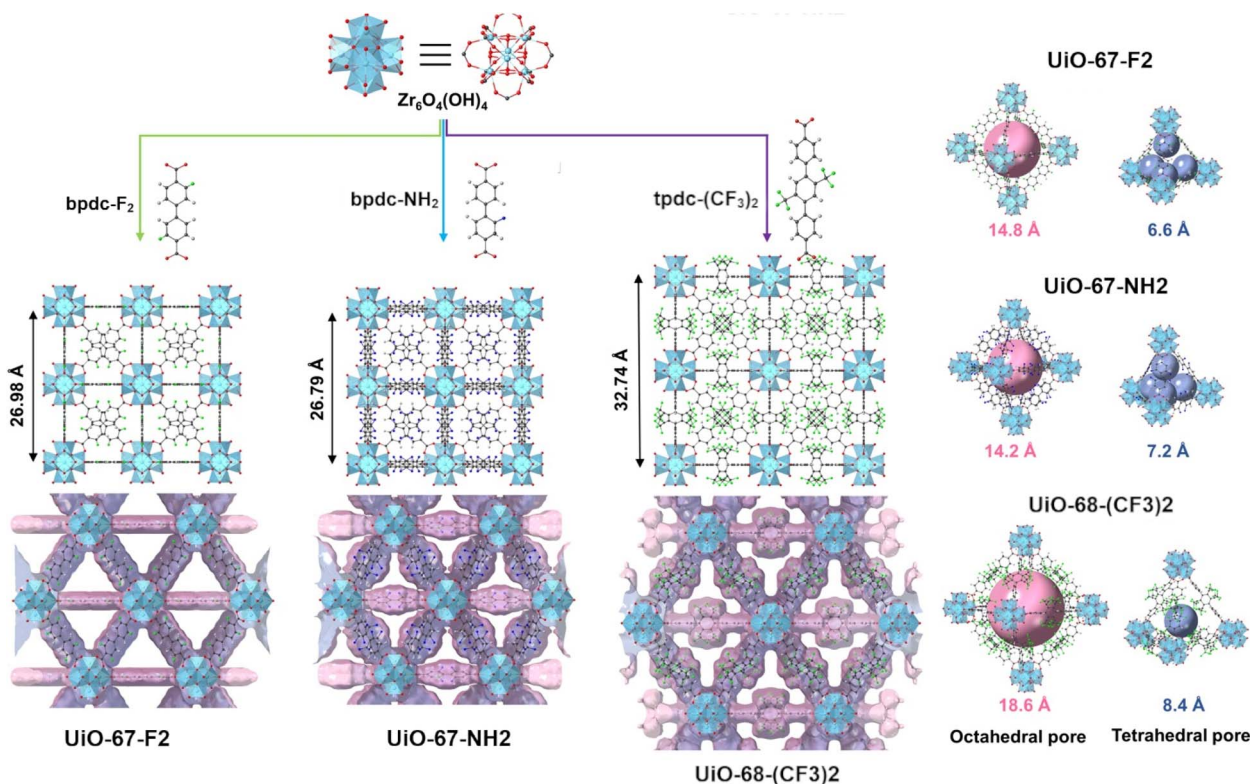 Zr₆O₄(OH)₄
bpdc-F₂
bpdc-NH₂
tpdc-(CF₃)₂
26.98 Å
26.79 Å
32.74 Å
UiO-67-F2
UiO-67-NH2
UiO-68-(CF3)2
UiO-67-F2
14.8 Å
6.6 Å
UiO-67-NH2
14.2 Å
7.2 Å
UiO-68-(CF3)2
18.6 Å
8.4 Å
Octahedral pore
Tetrahedral pore